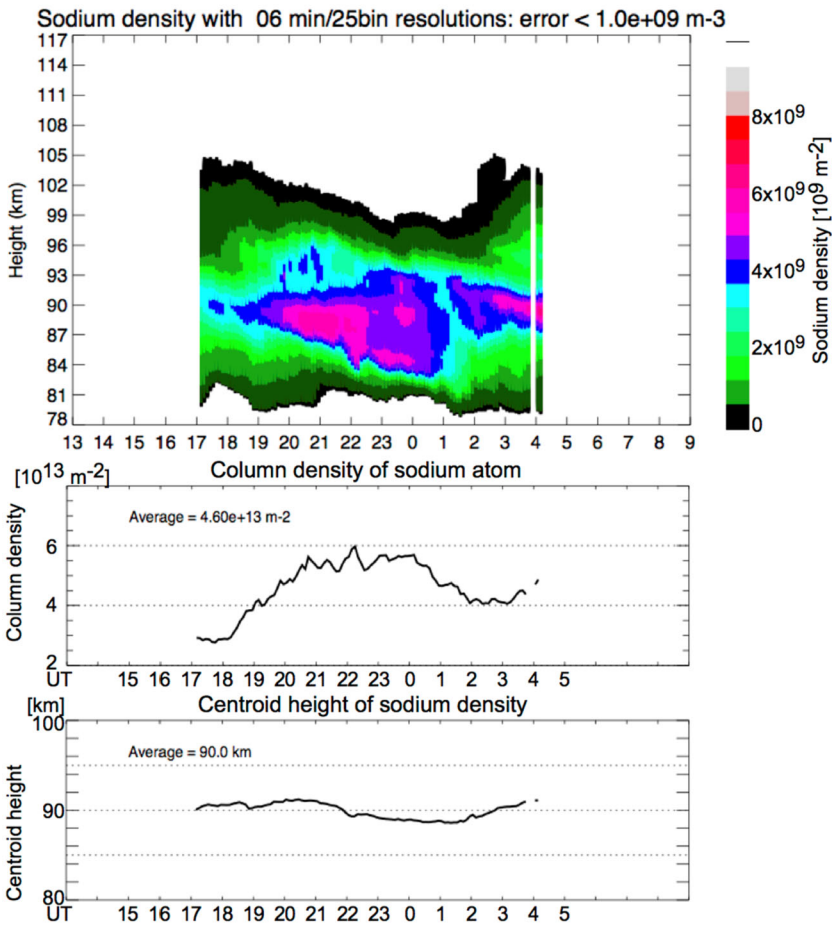 Sodium density with 06 min/25bin resolutions: error < 1.0e+09 m-3
117
114
111
108
105
102
99
96
93
90
87
84
81
78
Height (km)
13 14 15 16 17 18 19 20 21 22 23 0 1 2 3 4 5 6 7 8 9
8x10⁹
6x10⁹
4x10⁹
2x10⁹
0
Sodium density [10⁹ m⁻²]
[10¹³ m⁻²]
Column density of sodium atom
Average = 4.60e+13 m-2
6
4
2
Column density
UT 15 16 17 18 19 20 21 22 23 0 1 2 3 4 5
[km]
Centroid height of sodium density
100
Average = 90.0 km
90
80
Centroid height
UT 15 16 17 18 19 20 21 22 23 0 1 2 3 4 5